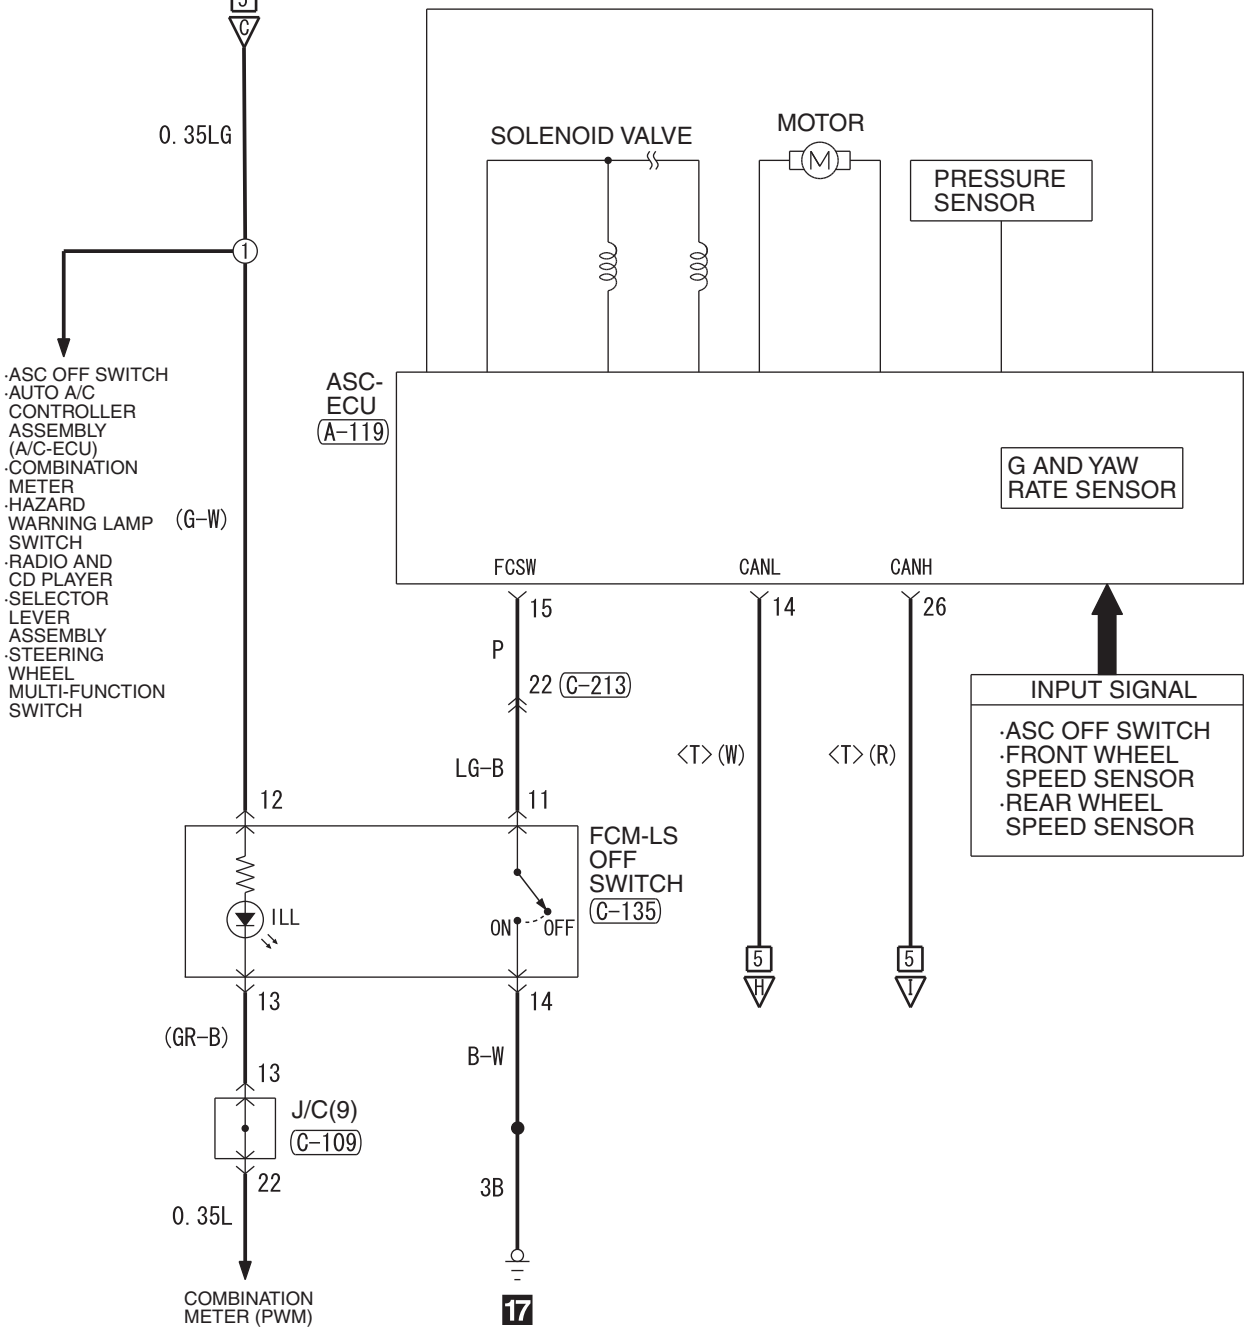 C
0.35LG
SOLENOID VALVE
MOTOR
M
PRESSURE
SENSOR
1
·ASC OFF SWITCH
·AUTO A/C
CONTROLLER
ASSEMBLY
(A/C-ECU)
·COMBINATION
METER
·HAZARD
WARNING LAMP
SWITCH
·RADIO AND
CD PLAYER
·SELECTOR
LEVER
ASSEMBLY
·STEERING
WHEEL
MULTI-FUNCTION
SWITCH
(G-W)
ASC-
ECU
A-119
G AND YAW
RATE SENSOR
FCSW
CANL
CANH
15
14
26
P
22 C-213
LG-B
<T>(W)
<T>(R)
INPUT SIGNAL
·ASC OFF SWITCH
·FRONT WHEEL
SPEED SENSOR
·REAR WHEEL
SPEED SENSOR
12
11
FCM-LS
OFF
SWITCH
C-135
ILL
ON
OFF
5
H
5
I
13
14
(GR-B)
B-W
13
J/C(9)
C-109
22
3B
0.35L
COMBINATION
METER (PWM)
17